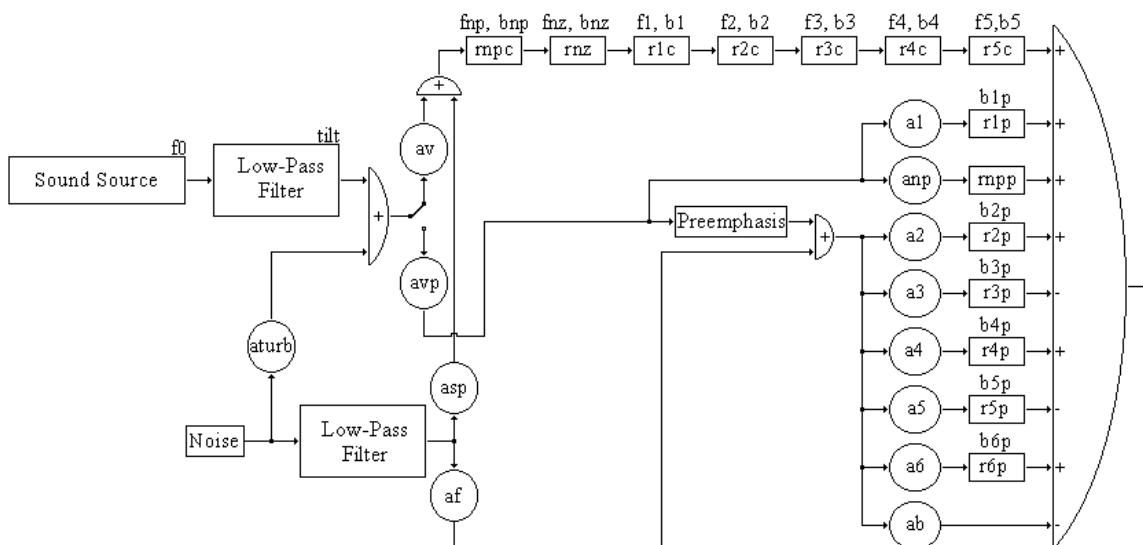 fnp, bnp fnz, bnz f1, b1 f2, b2 f3, b3 f4, b4 f5,b5
rnpc rnz r1c r2c r3c r4c r5c +
+
b1p
a1 r1p +
f0 tilt
av
Sound Source
Low-Pass
Filter
+
anp rnpp +
Preemphasis
+
b2p
a2 r2p +
avp
b3p
a3 r3p -
aturb
b4p
a4 r4p +
asp
b5p
a5 r5p -
Noise
Low-Pass
Filter
b6p
a6 r6p +
af
ab -